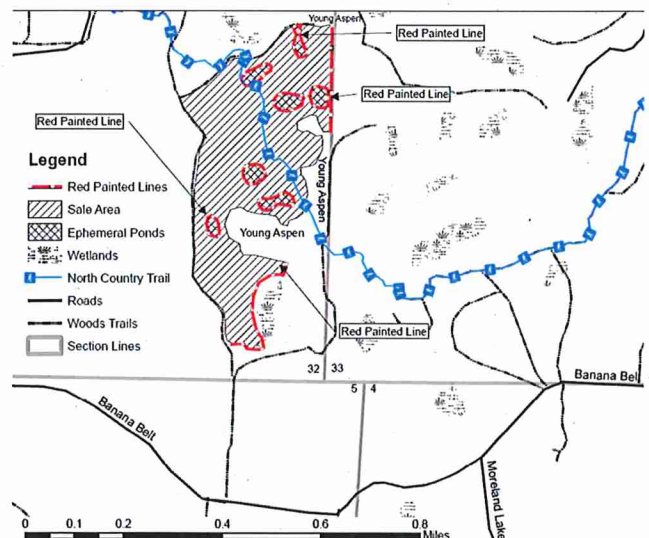 Young Aspen
Red Painted Line
Red Painted Line
Red Painted Line
Young Aspen
Young Aspen
Red Painted Line
Legend
Red Painted Lines
Sale Area
Ephemeral Ponds
Wetlands
North Country Trail
Roads
Woods Trails
Section Lines
32 33
5 4
Banana Bel
Banana Belt
Moreland Lake
0 0.1 0.2 0.4 0.6 0.8
Miles